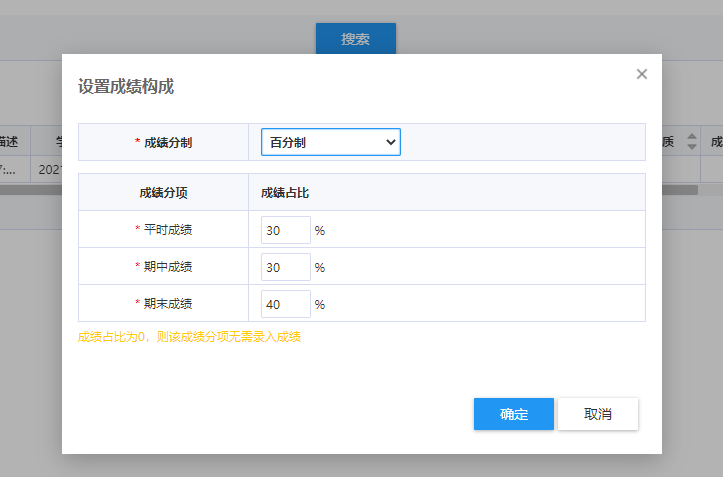 搜索
设置成绩构成
* 成绩分制 百分制
描述 学 质 成
7:... 202
成绩分项 成绩占比
* 平时成绩 30 %
* 期中成绩 30 %
* 期末成绩 40 %
成绩占比为0，则该成绩分项无需录入成绩
确定 取消